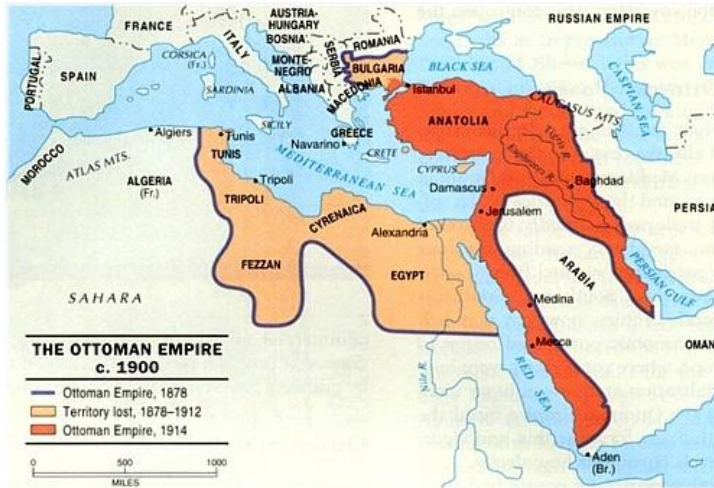 FRANCE
AUSTRIA-
HUNGARY
BOSNIA
RUSSIAN EMPIRE
PORTUGAL
SPAIN
CORSICA
(Fr.)
ITALY
MONTE-
NEGRO
SERBIA
ROMANIA
BULGARIA
BLACK SEA
CASPIAN SEA
SARDINIA
ALBANIA
MACEDONIA
Istanbul
CAUCASUS MTS.
ANATOLIA
SICILY
GREECE
Navarino
CRETE
CYPRUS
Tigris R.
Euphrates R.
MOROCCO
Algiers
ATLAS MTS.
ALGERIA
(Fr.)
Tunis
TUNIS
MEDITERRANEAN SEA
Damascus
Baghdad
Tripoli
TRIPOLI
CYRENAICA
Alexandria
Jerusalem
PERSIA
FEZZAN
EGYPT
ARABIA
PERSIAN GULF
SAHARA
Medina
Mecca
OMAN
Nile R.
RED SEA
Aden
(Br.)
THE OTTOMAN EMPIRE
c. 1900
Ottoman Empire, 1878
Territory lost, 1878–1912
Ottoman Empire, 1914
0 500 1000
MILES